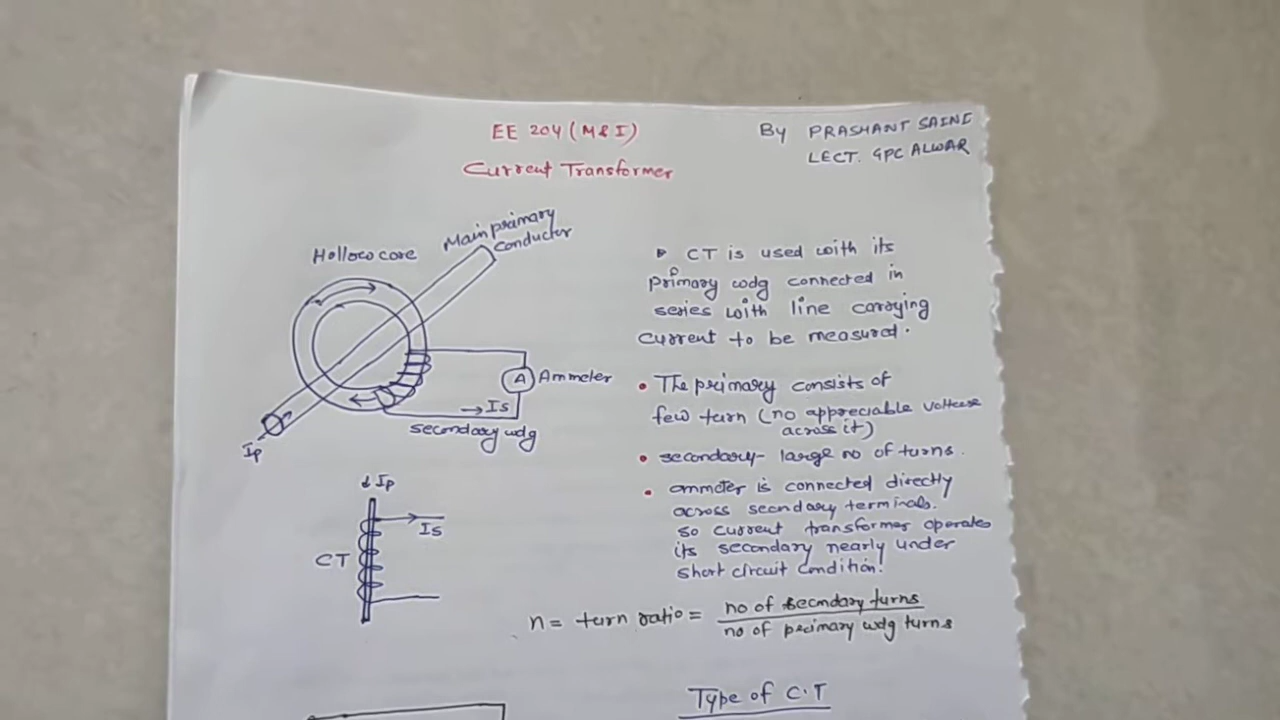 EE 204 (M & I)
Current Transformer
By PRASHANT SAINI
LECT. GPC ALWAR
Hollow core
Main primary
conductor
A
Ammeter
→ Is
secondary wdg
Ip
Ip
Is
CT
CT is used with its
primary wdg connected in
series with line carrying
current to be measured.
• The primary consists of
few turn (no appreciable voltage
across it)
• secondary- large no of turns.
• ammeter is connected directly
across secondary terminals.
so current transformer operates
its secondary nearly under
short circuit condition.
n = turn ratio = no of secondary turns
no of primary wdg turns
Type of C.T